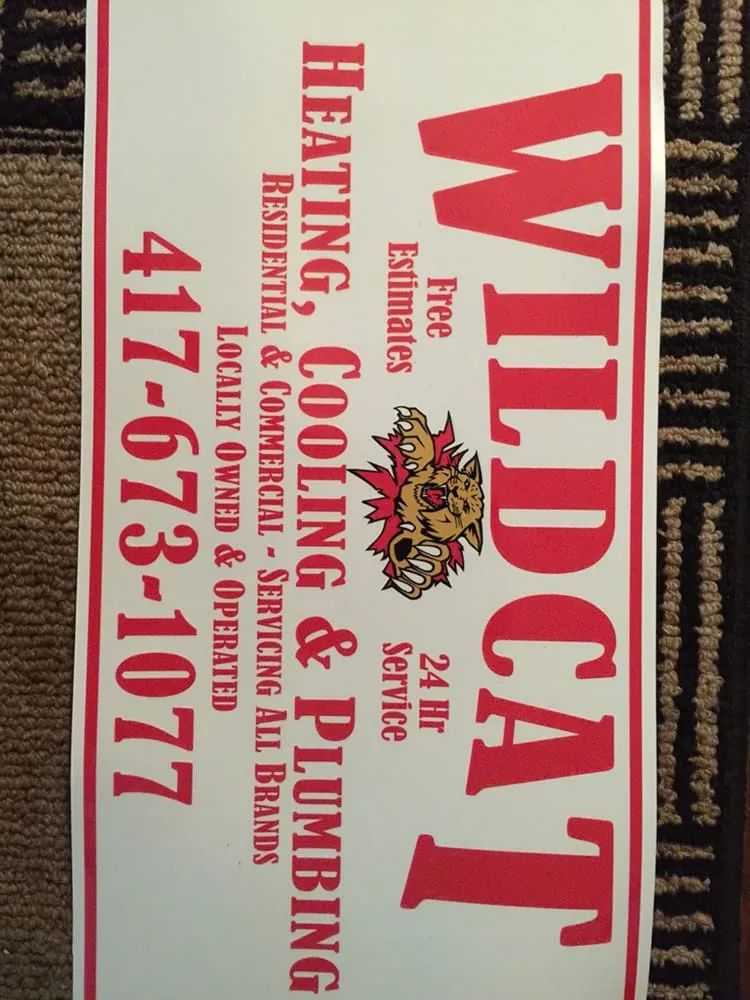 WILDCAT
Free
Estimates
24 Hr
Service
HEATING, COOLING & PLUMBING
RESIDENTIAL & COMMERCIAL - SERVICING ALL BRANDS
LOCALLY OWNED & OPERATED
417-673-1077